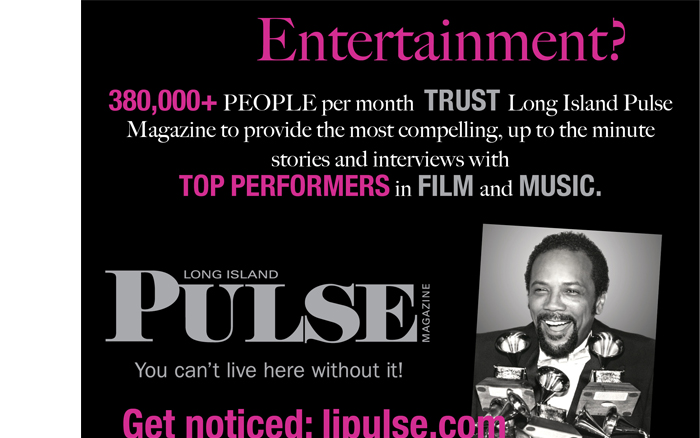 Entertainment?
380,000+ PEOPLE per month TRUST Long Island Pulse
Magazine to provide the most compelling, up to the minute
stories and interviews with
TOP PERFORMERS in FILM and MUSIC.
LONG ISLAND
PULSE
MAGAZINE
You can't live here without it!
Get noticed: lipulse.com